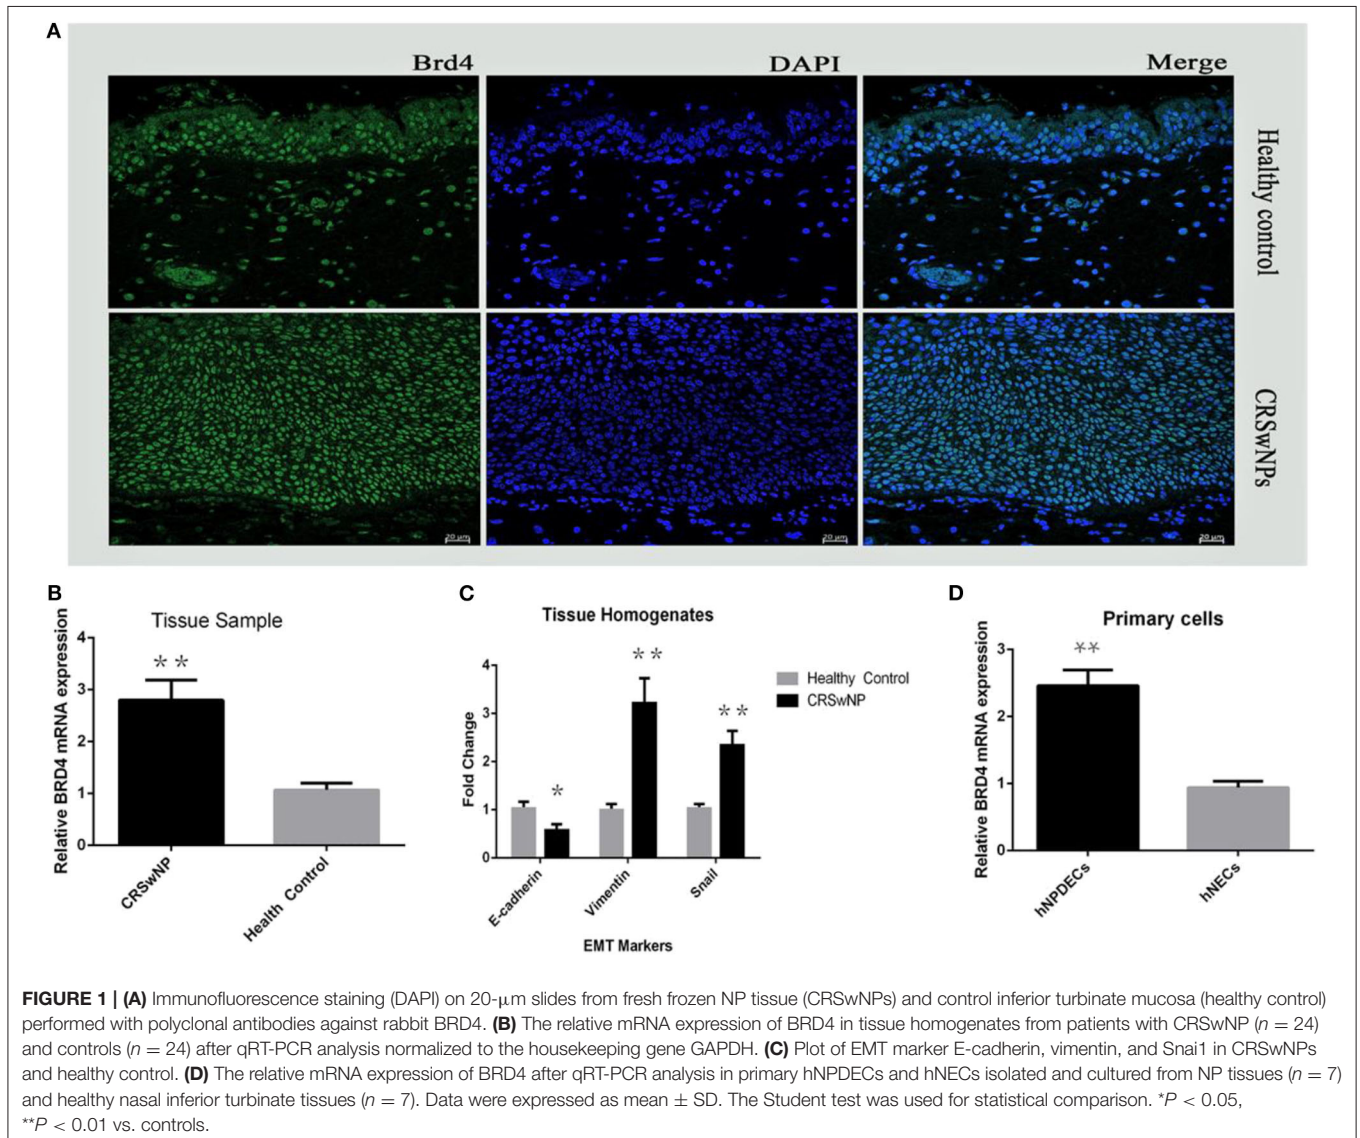 A
Brd4 DAPI Merge
Healthy control
CRSwNPs
20 μm 20 μm 20 μm
B
Tissue Sample
Relative BRD4 mRNA expression
4
3
2
1
0
**
CRSwNP
Health Control
C
Tissue Homogenates
Fold Change
4
3
2
1
0
*
**
**
Healthy Control
CRSwNP
E-cadherin
Vimentin
Snail
EMT Markers
D
Primary cells
Relative BRD4 mRNA expression
3
2
1
0
**
hNPDECs
hNECs
FIGURE 1 | (A) Immunofluorescence staining (DAPI) on 20-μm slides from fresh frozen NP tissue (CRSwNPs) and control inferior turbinate mucosa (healthy control)
performed with polyclonal antibodies against rabbit BRD4. (B) The relative mRNA expression of BRD4 in tissue homogenates from patients with CRSwNP (n = 24)
and controls (n = 24) after qRT-PCR analysis normalized to the housekeeping gene GAPDH. (C) Plot of EMT marker E-cadherin, vimentin, and Snai1 in CRSwNPs
and healthy control. (D) The relative mRNA expression of BRD4 after qRT-PCR analysis in primary hNPDECs and hNECs isolated and cultured from NP tissues (n = 7)
and healthy nasal inferior turbinate tissues (n = 7). Data were expressed as mean ± SD. The Student test was used for statistical comparison. *P < 0.05,
**P < 0.01 vs. controls.